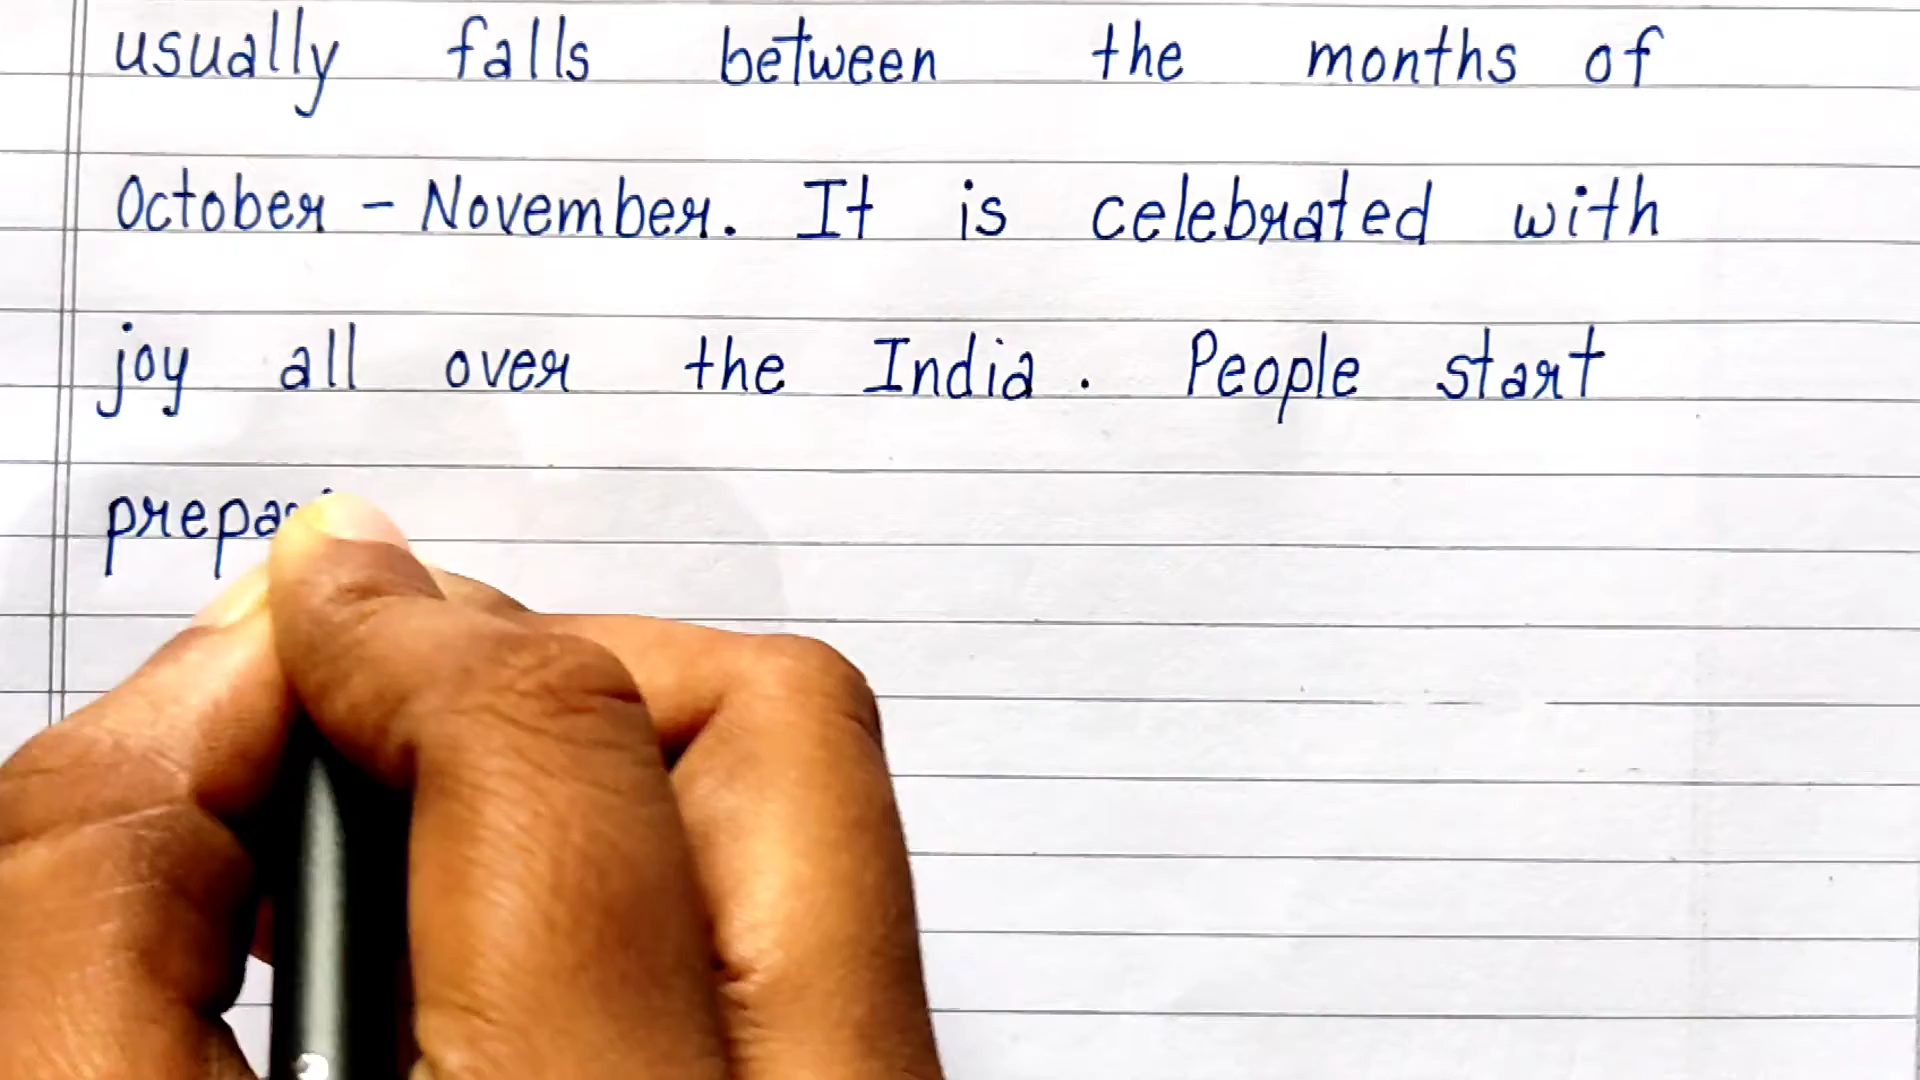 usually falls between the months of
October - November. It is celebrated with
joy all over the India. People start